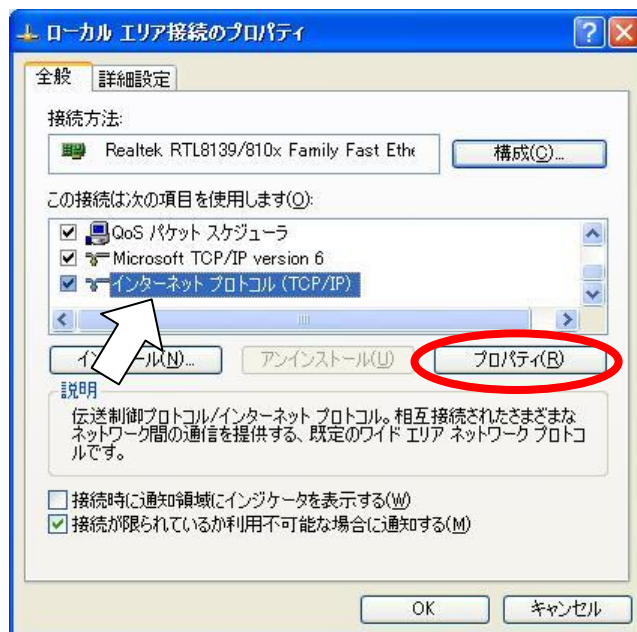 ローカル エリア接続のプロパティ
全般 詳細設定
接続方法:
Realtek RTL8139/810x Family Fast Ethe 構成(C)...
この接続は次の項目を使用します(O):
QoS パケット スケジューラ
Microsoft TCP/IP version 6
インターネット プロトコル (TCP/IP)
ール(N)... アンインストール(U) プロパティ(R)
説明
伝送制御プロトコル/インターネット プロトコル。相互接続されたさまざまな
ネットワーク間の通信を提供する、既定のワイド エリア ネットワーク プロトコ
ルです。
接続時に通知領域にインジケータを表示する(W)
接続が限られているか利用不可能な場合に通知する(M)
OK キャンセル